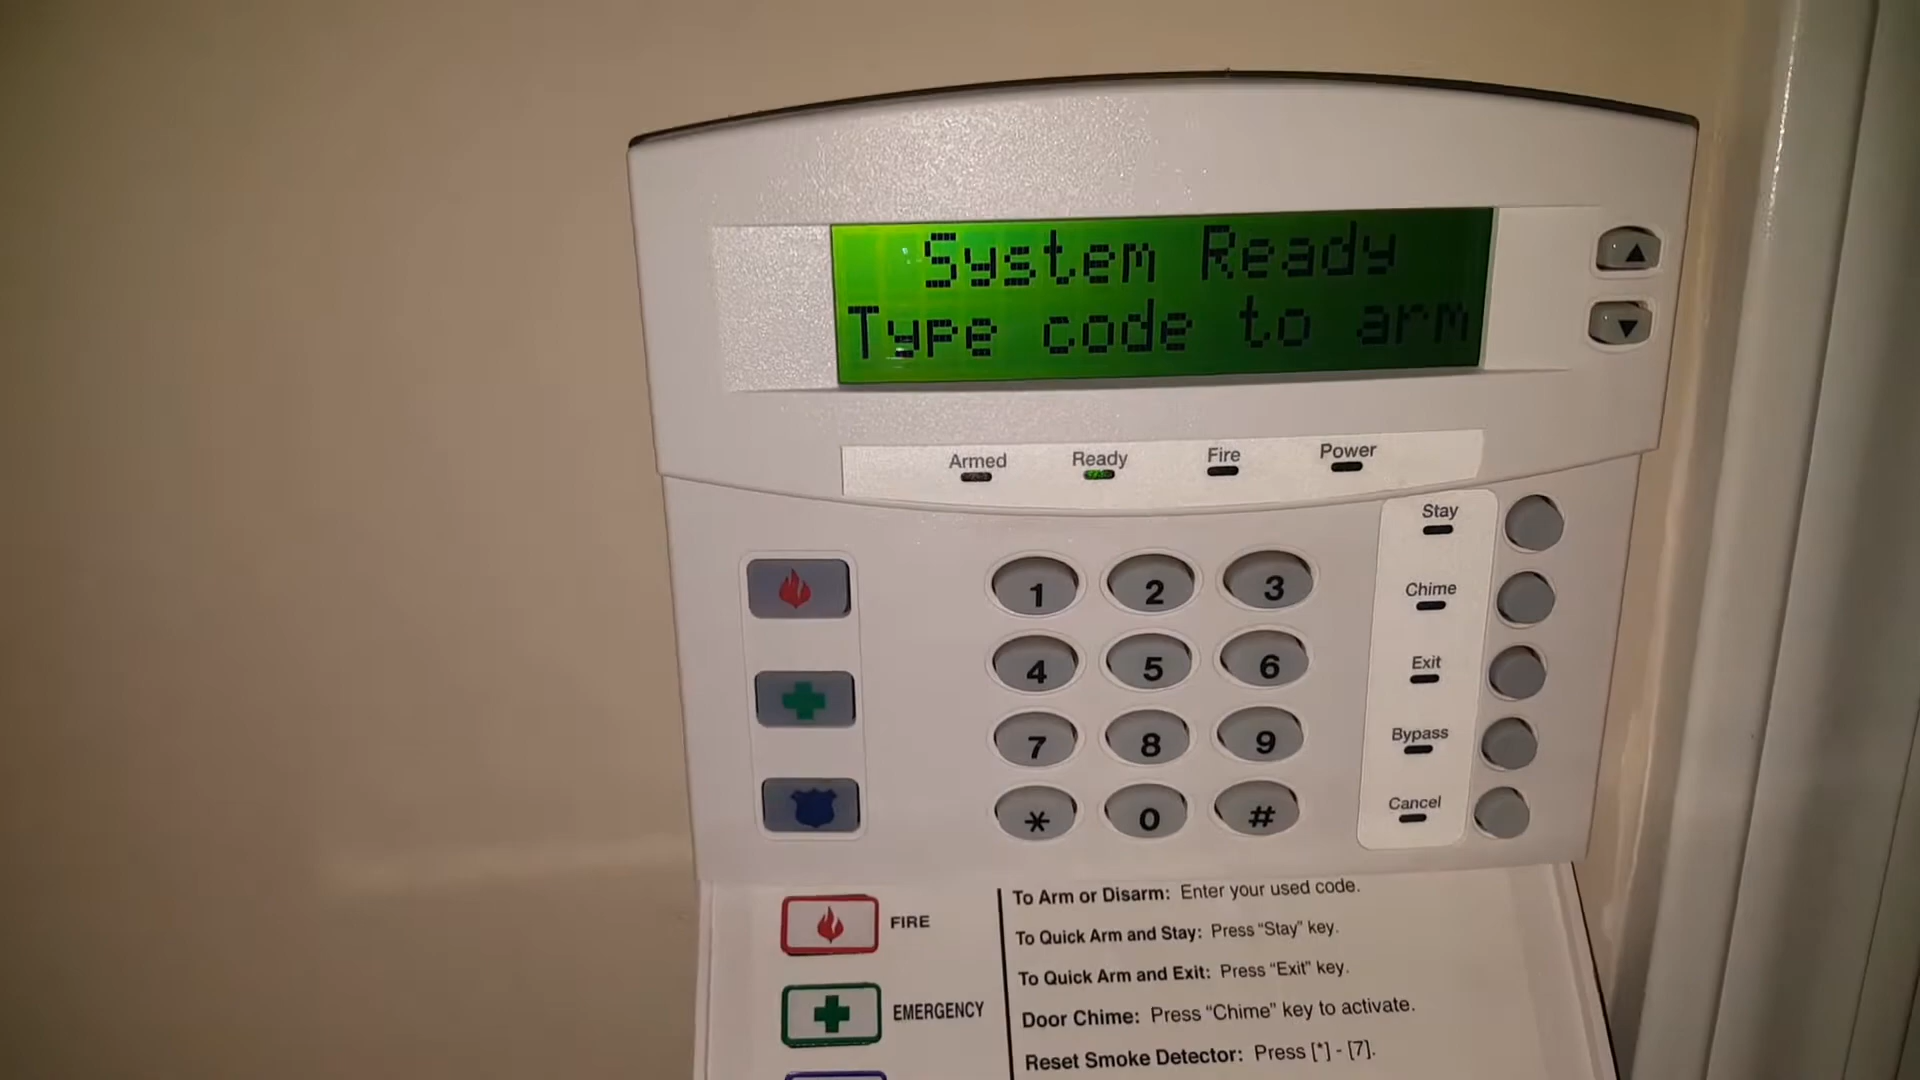 System Ready
Type code to arm
Armed Ready Fire Power
Stay
Chime
Exit
Bypass
Cancel
1 2 3
4 5 6
7 8 9
* 0 #
FIRE
EMERGENCY
To Arm or Disarm: Enter your used code.
To Quick Arm and Stay: Press "Stay" key.
To Quick Arm and Exit: Press "Exit" key.
Door Chime: Press "Chime" key to activate.
Reset Smoke Detector: Press [*] - [7].